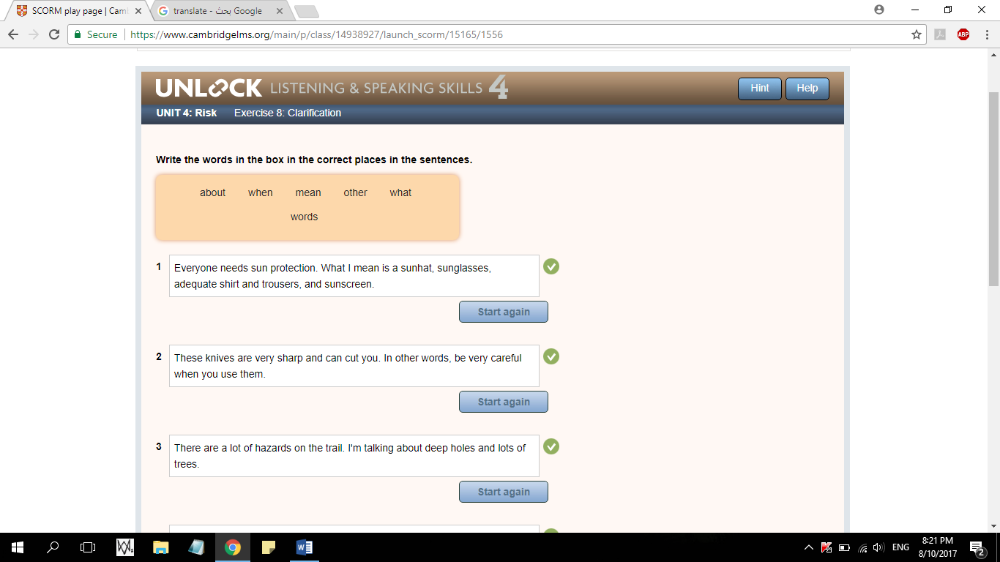 SCORM play page | Cam
translate - بحث Google
Secure
https://www.cambridgelms.org/main/p/class/14938927/launch_scorm/15165/1556
ABP
UNLOCK LISTENING & SPEAKING SKILLS 4
Hint
Help
UNIT 4: Risk Exercise 8: Clarification
Write the words in the box in the correct places in the sentences.
about when mean other what
words
1 Everyone needs sun protection. What I mean is a sunhat, sunglasses,
adequate shirt and trousers, and sunscreen.
Start again
2 These knives are very sharp and can cut you. In other words, be very careful
when you use them.
Start again
3 There are a lot of hazards on the trail. I'm talking about deep holes and lots of
trees.
Start again
ENG
8:21 PM
8/10/2017
2